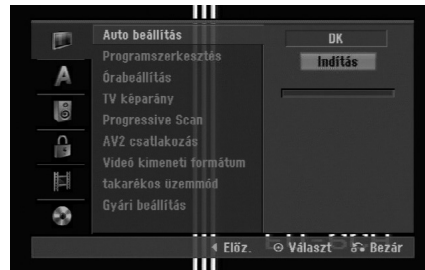 Auto beállítás
DK
Programszerkesztés
Indítás
Órabeállítás
TV képarány
Progressive Scan
AV2 csatlakozás
Videó kimeneti formátum
takarékos üzemmód
Gyári beállítás
Előz.
Választ
Bezár